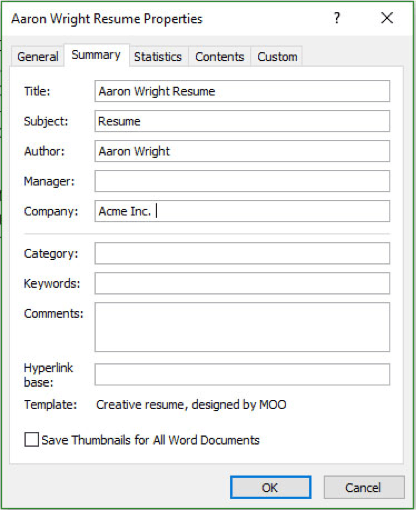 Aaron Wright Resume Properties ? ×
General Summary Statistics Contents Custom
Title: Aaron Wright Resume
Subject: Resume
Author: Aaron Wright
Manager:
Company: Acme Inc.
Category:
Keywords:
Comments:
Hyperlink
base:
Template: Creative resume, designed by MOO
Save Thumbnails for All Word Documents
OK Cancel